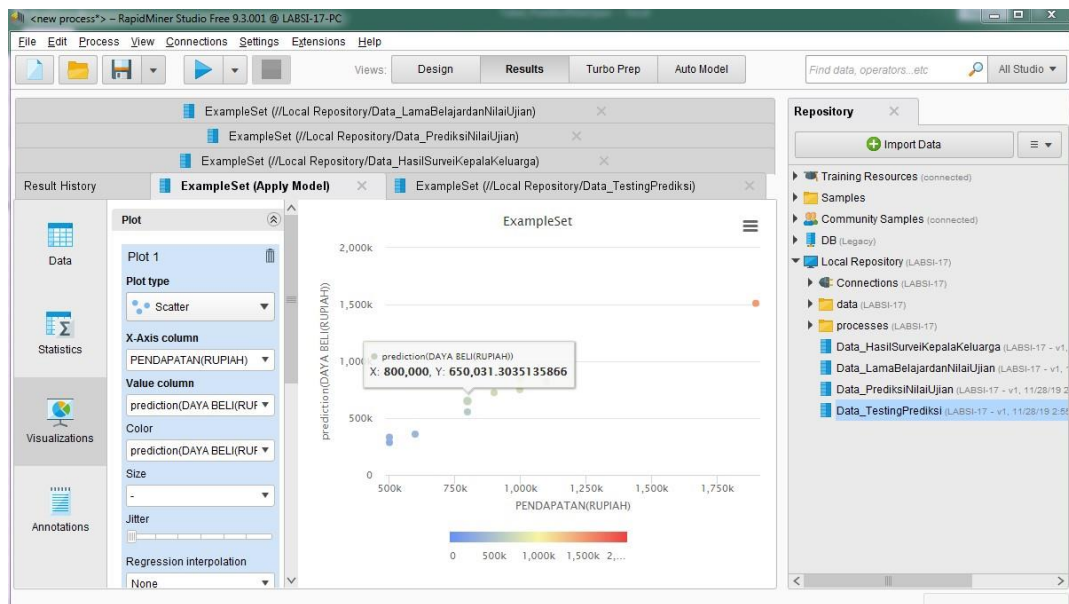 <new process*> – RapidMiner Studio Free 9.3.001 @ LABSI-17-PC
File Edit Process View Connections Settings Extensions Help
Views: Design Results Turbo Prep Auto Model
Find data, operators...etc
All Studio
ExampleSet (//Local Repository/Data_LamaBelajardanNilaiUjian)
ExampleSet (//Local Repository/Data_PrediksiNilaiUjian)
ExampleSet (//Local Repository/Data_HasilSurveiKepalaKeluarga)
Result History
ExampleSet (Apply Model)
ExampleSet (//Local Repository/Data_TestingPrediksi)
Data
Statistics
Visualizations
Annotations
Plot
Plot 1
Plot type
Scatter
X-Axis column
PENDAPATAN(RUPIAH)
Value column
prediction(DAYA BELI(RUF
Color
prediction(DAYA BELI(RUF
Size
-
Jitter
Regression interpolation
None
ExampleSet
prediction(DAYA BELI(RUPIAH))
2,000k
1,500k
1,000
500k
0
prediction(DAYA BELI(RUPIAH))
X: 800,000, Y: 650,031.3035135866
500k 750k 1,000k 1,250k 1,500k 1,750k
PENDAPATAN(RUPIAH)
0 500k 1,000k 1,500k 2,...
Repository
Import Data
Training Resources (connected)
Samples
Community Samples (connected)
DB (Legacy)
Local Repository (LABSI-17)
Connections (LABSI-17)
data (LABSI-17)
processes (LABSI-17)
Data_HasilSurveiKepalaKeluarga (LABSI-17 - v1,
Data_LamaBelajardanNilaiUjian (LABSI-17 - v1,
Data_PrediksiNilaiUjian (LABSI-17 - v1, 11/28/19 2
Data_TestingPrediksi (LABSI-17 - v1, 11/28/19 2:55